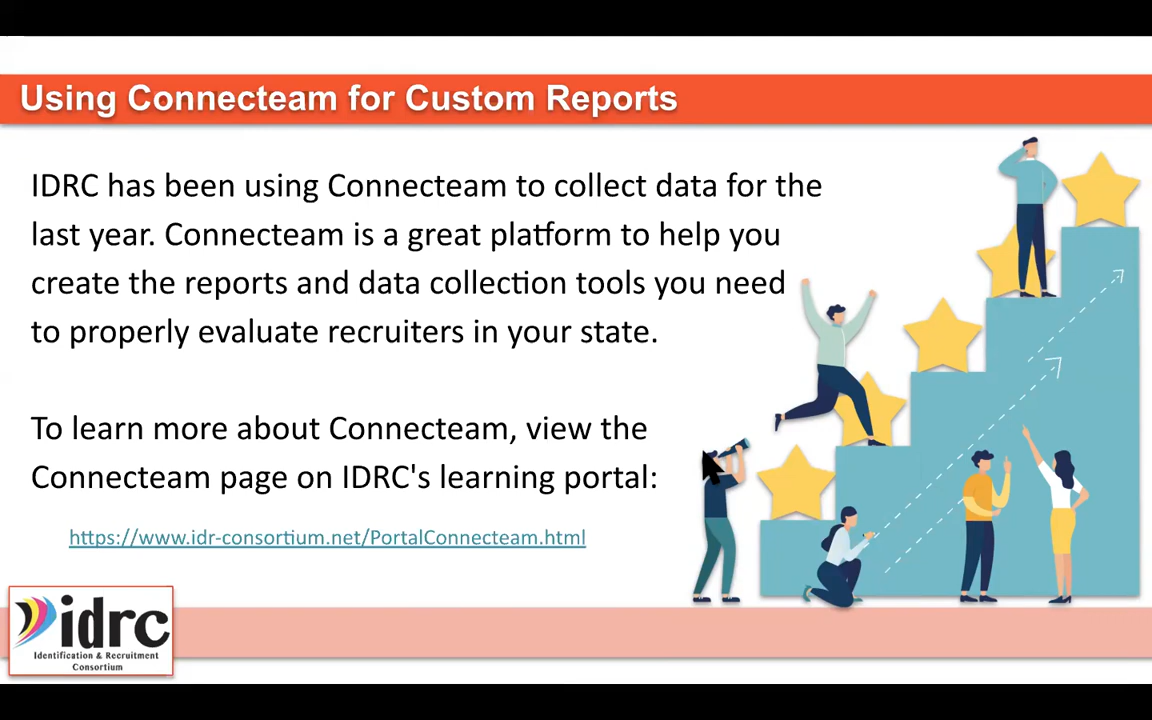 Using Connecteam for Custom Reports
IDRC has been using Connecteam to collect data for the
last year. Connecteam is a great platform to help you
create the reports and data collection tools you need
to properly evaluate recruiters in your state.
To learn more about Connecteam, view the
Connecteam page on IDRC's learning portal:
https://www.idr-consortium.net/PortalConnecteam.html
idrc
Identification & Recruitment
Consortium